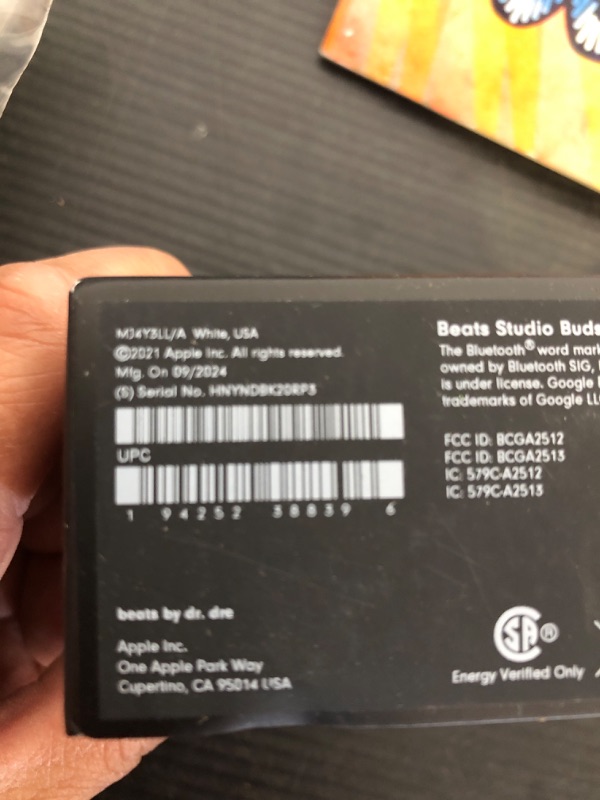 MJ4Y3LL/A White, USA
©2021 Apple Inc. All rights reserved.
Mfg. On 09/2024
(S) Serial No. HNYNDBK20RP3
UPC
1 94252 38839 6
beats by dr. dre
Apple Inc.
One Apple Park Way
Cupertino, CA 95014 USA
Beats Studio Buds
The Bluetooth® word mark
owned by Bluetooth SIG,
is under license. Google
trademarks of Google LL
FCC ID: BCGA2512
FCC ID: BCGA2513
IC: 579C-A2512
IC: 579C-A2513
SA®
Energy Verified Only